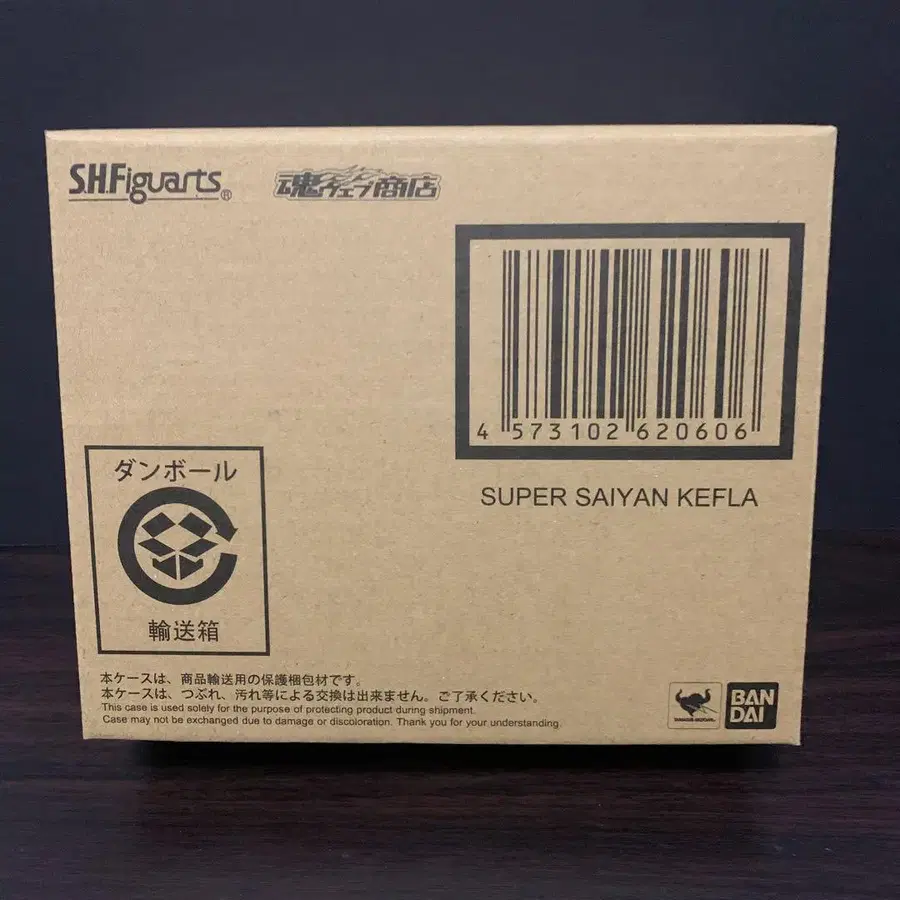 S.H.Figuarts®
魂ウェブ商店
4 573102 620606
SUPER SAIYAN KEFLA
ダンボール
輸送箱
本ケースは、商品輸送用の保護梱包材です。
本ケースは、つぶれ、汚れ等による交換は出来ません。ご了承ください。
This case is used solely for the purpose of protecting product during shipment.
Case may not be exchanged due to damage or discoloration. Thank you for your understanding.
BAN
DAI